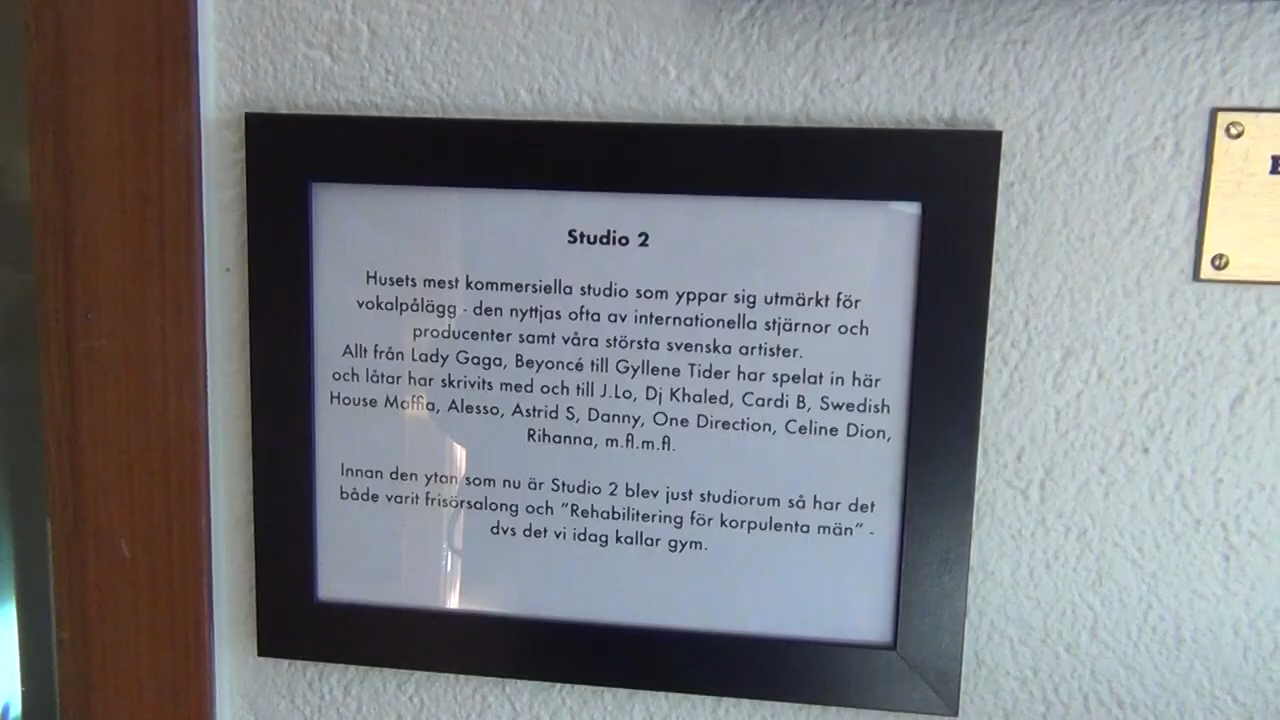 Studio 2
Husets mest kommersiella studio som yppar sig utmärkt för
vokalpålägg - den nyttjas ofta av internationella stjärnor och
producenter samt våra största svenska artister.
Allt från Lady Gaga, Beyoncé till Gyllene Tider har spelat in här
och låtar har skrivits med och till J.Lo, Dj Khaled, Cardi B, Swedish
House Maffia, Alesso, Astrid S, Danny, One Direction, Celine Dion,
Rihanna, m.fl.m.fl.
Innan den ytan som nu är Studio 2 blev just studiorum så har det
både varit frisörsalong och "Rehabilitering för korpulenta män" -
dvs det vi idag kallar gym.